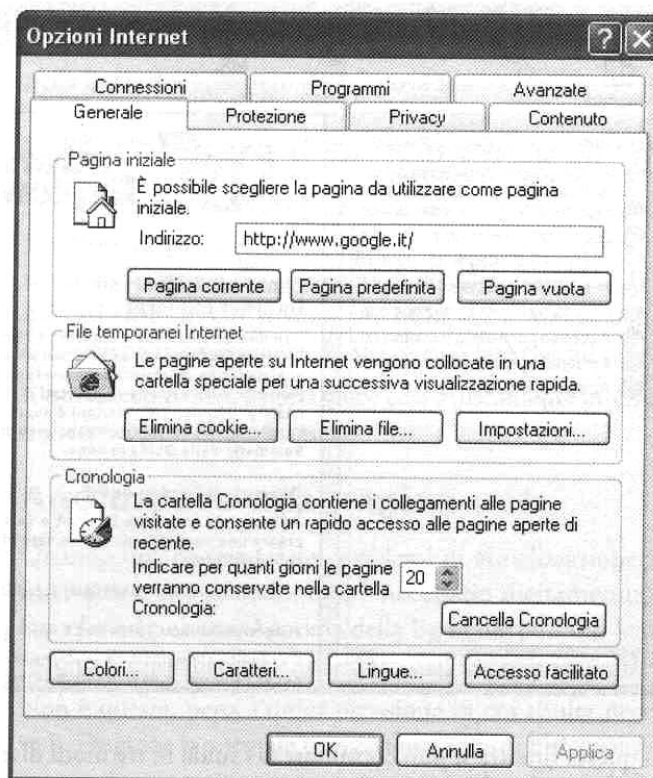 Opzioni Internet
Connessioni Programmi Avanzate
Generale Protezione Privacy Contenuto
Pagina iniziale
È possibile scegliere la pagina da utilizzare come pagina
iniziale.
Indirizzo: http://www.google.it/
Pagina corrente Pagina predefinita Pagina vuota
File temporanei Internet
Le pagine aperte su Internet vengono collocate in una
cartella speciale per una successiva visualizzazione rapida.
Elimina cookie... Elimina file... Impostazioni...
Cronologia
La cartella Cronologia contiene i collegamenti alle pagine
visitate e consente un rapido accesso alle pagine aperte di
recente.
Indicare per quanti giorni le pagine
verranno conservate nella cartella
Cronologia: 20
Cancella Cronologia
Colori... Caratteri... Lingue... Accesso facilitato
OK Annulla Applica